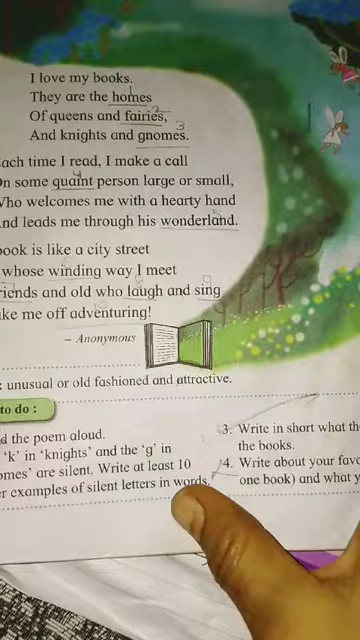 I love my books.
They are the homes
Of queens and fairies,
And knights and gnomes.
Each time I read, I make a call
On some quaint person large or small,
Who welcomes me with a hearty hand
And leads me through his wonderland.
book is like a city street
whose winding way I meet
riends and old who laugh and sing
ke me off adventuring!
– Anonymous
: unusual or old fashioned and attractive.
to do :
d the poem aloud.
'k' in 'knights' and the 'g' in
omes' are silent. Write at least 10
r examples of silent letters in words.
3. Write in short what th
the books.
4. Write about your favo
one book) and what y